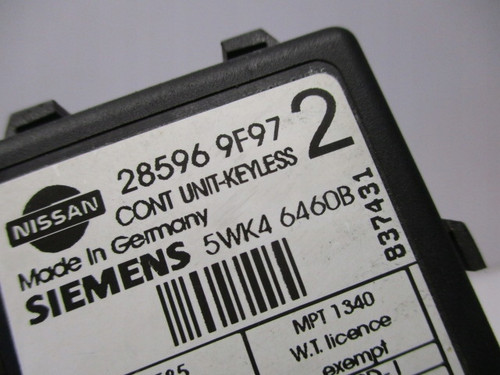 NISSAN
28596 9F97
2
CONT UNIT-KEYLESS
Made In Germany
SIEMENS 5WK4 6460B
837431
MPT 1340
W.T. licence
exempt